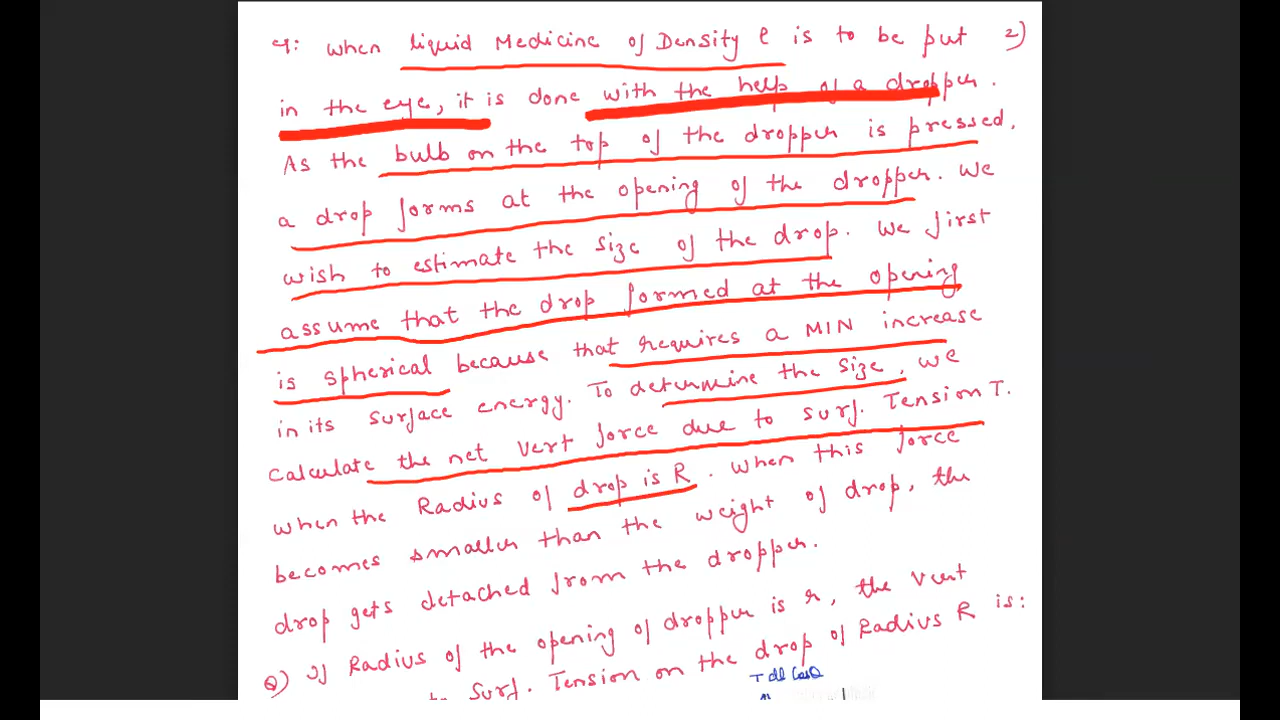 Q: when liquid Medicine of Density ρ is to be put 2)
in the eye, it is done with the help of a dropper.
As the bulb on the top of the dropper is pressed,
a drop forms at the opening of the dropper. We
wish to estimate the size of the drop. We first
assume that the drop formed at the opening
is spherical because that requires a MIN increase
in its surface energy. To determine the size, we
calculate the net vert force due to surf. Tension T.
when the Radius of drop is R. When this force
becomes smaller than the weight of drop, the
drop gets detached from the dropper.
Q) If Radius of the opening of dropper is r, the vert
to Surf. Tension on the drop of Radius R is:
T dl Cosθ